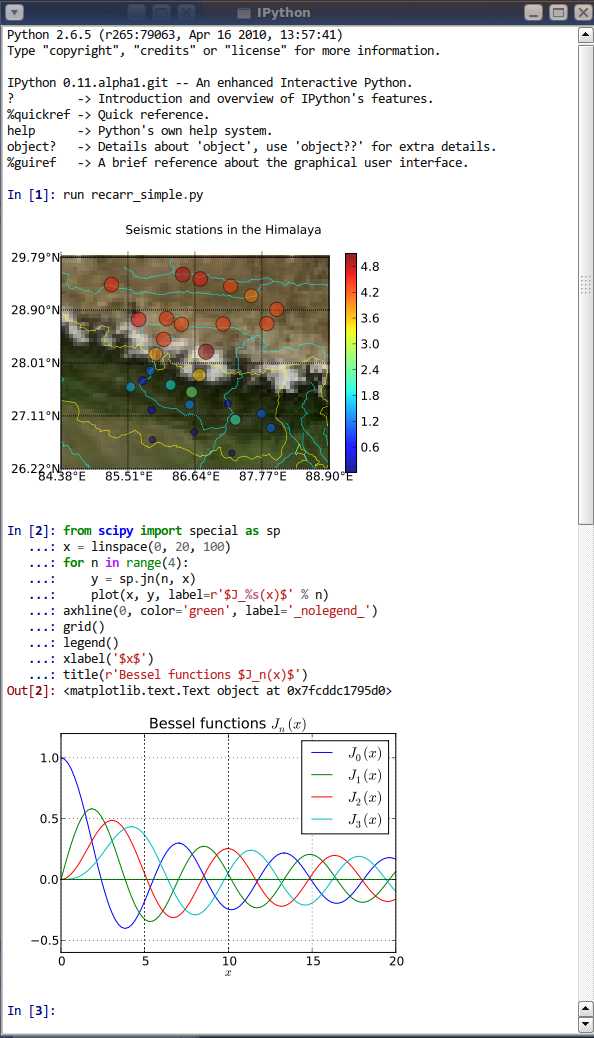 IPython
Python 2.6.5 (r265:79063, Apr 16 2010, 13:57:41)
Type "copyright", "credits" or "license" for more information.
IPython 0.11.alpha1.git -- An enhanced Interactive Python.
?         -> Introduction and overview of IPython's features.
%quickref -> Quick reference.
help      -> Python's own help system.
object?   -> Details about 'object', use 'object??' for extra details.
%guiref   -> A brief reference about the graphical user interface.
In [1]: run recarr_simple.py
Seismic stations in the Himalaya
29.79°N
28.90°N
28.01°N
27.11°N
26.22°N
84.38°E 85.51°E 86.64°E 87.77°E 88.90°E
4.8
4.2
3.6
3.0
2.4
1.8
1.2
0.6
In [2]: from scipy import special as sp
   ...: x = linspace(0, 20, 100)
   ...: for n in range(4):
   ...:     y = sp.jn(n, x)
   ...:     plot(x, y, label=r'$J_%s(x)$' % n)
   ...: axhline(0, color='green', label='_nolegend_')
   ...: grid()
   ...: legend()
   ...: xlabel('$x$')
   ...: title(r'Bessel functions $J_n(x)$')
Out[2]: <matplotlib.text.Text object at 0x7fcddc1795d0>
Bessel functions J_n(x)
J_0(x)
J_1(x)
J_2(x)
J_3(x)
1.0
0.5
0.0
−0.5
0 5 10 15 20
x
In [3]: